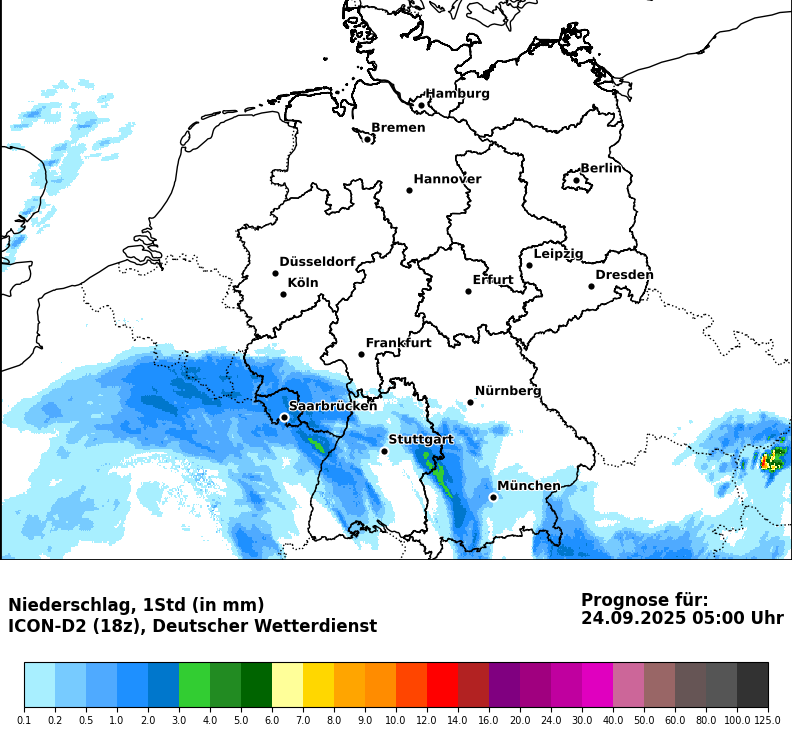 Hamburg
Bremen
Berlin
Hannover
Leipzig
Düsseldorf
Dresden
Köln
Erfurt
Frankfurt
Nürnberg
Saarbrücken
Stuttgart
München
Niederschlag, 1Std (in mm)
ICON-D2 (18z), Deutscher Wetterdienst
Prognose für:
24.09.2025 05:00 Uhr
0.1 0.2 0.5 1.0 2.0 3.0 4.0 5.0 6.0 7.0 8.0 9.0 10.0 12.0 14.0 16.0 20.0 24.0 30.0 40.0 50.0 60.0 80.0 100.0 125.0